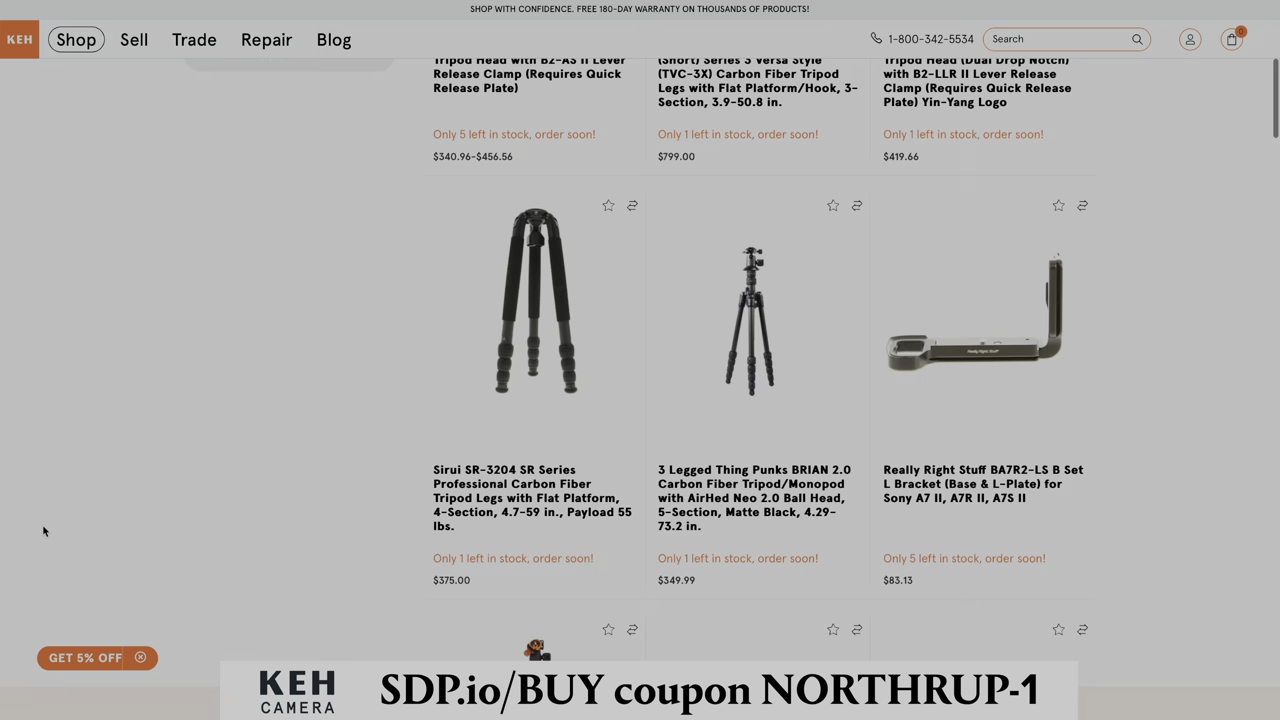 SHOP WITH CONFIDENCE. FREE 180-DAY WARRANTY ON THOUSANDS OF PRODUCTS!
KEH
Shop
Sell
Trade
Repair
Blog
1-800-342-5534
Search
0
Tripod Head with B2-AS II Lever
Release Clamp (Requires Quick
Release Plate)
Only 5 left in stock, order soon!
$340.96-$456.56
(Short) Series 3 Versa Style
(TVC-3X) Carbon Fiber Tripod
Legs with Flat Platform/Hook, 3-
Section, 3.9-50.8 in.
Only 1 left in stock, order soon!
$799.00
Tripod Head (Dual Drop Notch)
with B2-LLR II Lever Release
Clamp (Requires Quick Release
Plate) Yin-Yang Logo
Only 1 left in stock, order soon!
$419.66
Sirui SR-3204 SR Series
Professional Carbon Fiber
Tripod Legs with Flat Platform,
4-Section, 4.7-59 in., Payload 55
lbs.
Only 1 left in stock, order soon!
$375.00
3 Legged Thing Punks BRIAN 2.0
Carbon Fiber Tripod/Monopod
with AirHed Neo 2.0 Ball Head,
5-Section, Matte Black, 4.29-
73.2 in.
Only 1 left in stock, order soon!
$349.99
Really Right Stuff
Really Right Stuff BA7R2-LS B Set
L Bracket (Base & L-Plate) for
Sony A7 II, A7R II, A7S II
Only 5 left in stock, order soon!
$83.13
GET 5% OFF
KEH
CAMERA
SDP.io/BUY coupon NORTHRUP-1